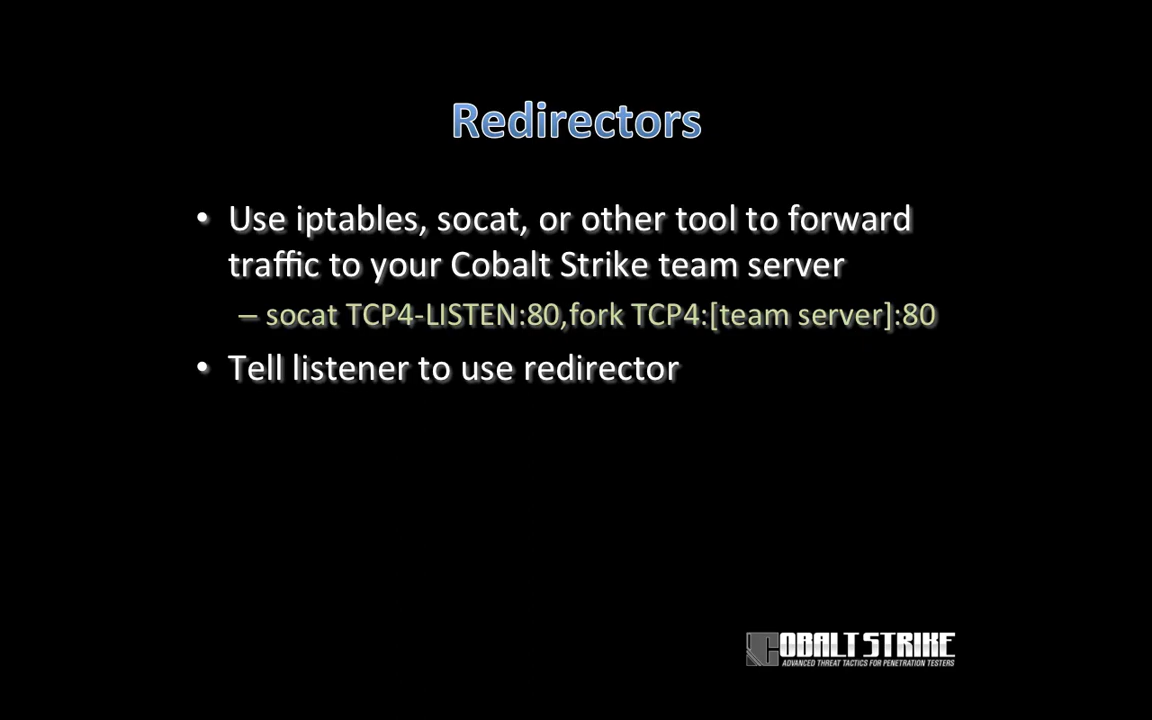 Redirectors
• Use iptables, socat, or other tool to forward
traffic to your Cobalt Strike team server
– socat TCP4-LISTEN:80,fork TCP4:[team server]:80
• Tell listener to use redirector
COBALT STRIKE
ADVANCED THREAT TACTICS FOR PENETRATION TESTERS